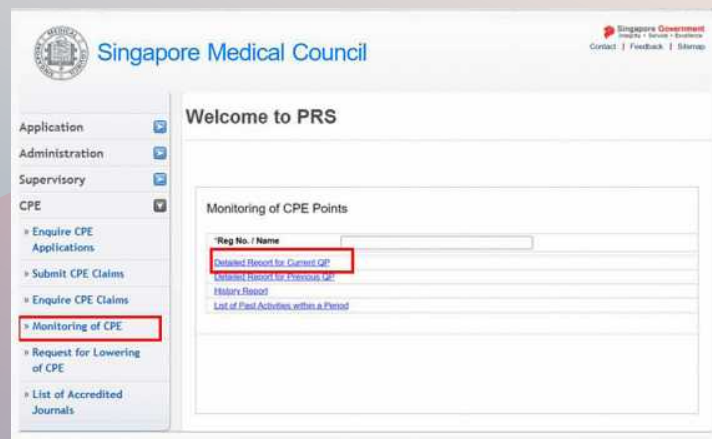 Singapore Medical Council
Singapore Government
Integrity • Service • Excellence
Contact | Feedback | Sitemap
Application
Administration
Supervisory
CPE
» Enquire CPE
Applications
» Submit CPE Claims
» Enquire CPE Claims
» Monitoring of CPE
» Request for Lowering
of CPE
» List of Accredited
Journals
Welcome to PRS
Monitoring of CPE Points
*Reg No. / Name
Detailed Report for Current QP
Detailed Report for Previous QP
History Report
List of Past Activities within a Period